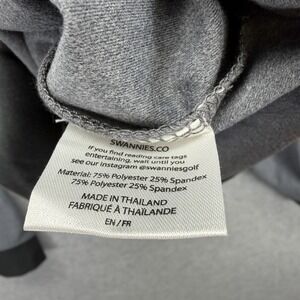 SWANNIES.CO
If you find reading care tags
entertaining, wait until you
see our Instagram @swanniesgolf
Material: 75% Polyester 25% Spandex
75% Polyester 25% Spandex
MADE IN THAILAND
FABRIQUÉ À THAÏLANDE
EN / FR